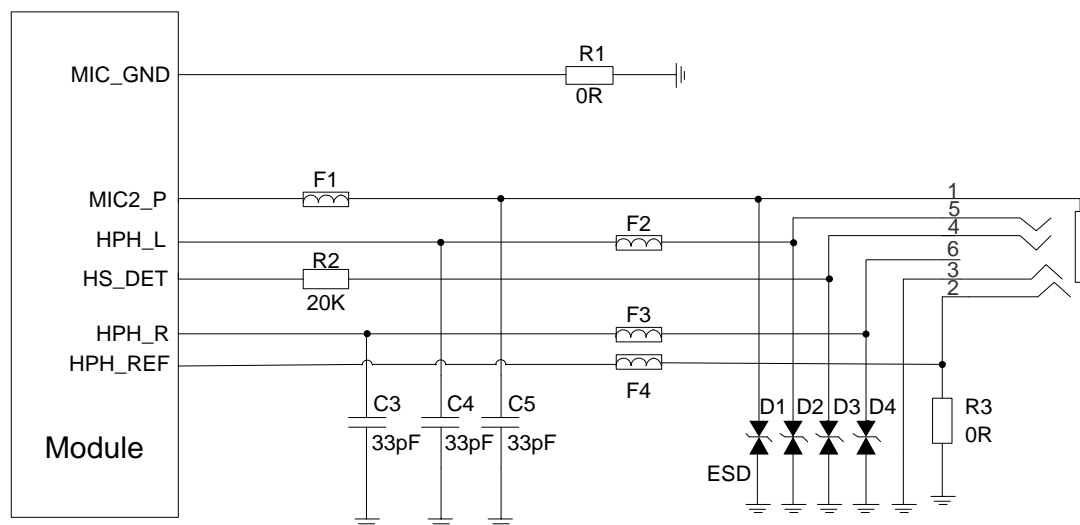 R1
MIC_GND
0R
F1
MIC2_P
1
5
F2
4
HPH_L
R2
6
HS_DET
3
20K
2
F3
HPH_R
HPH_REF
F4
C3
C4
C5
D1
D2
D3
D4
R3
33pF
33pF
33pF
0R
Module
ESD